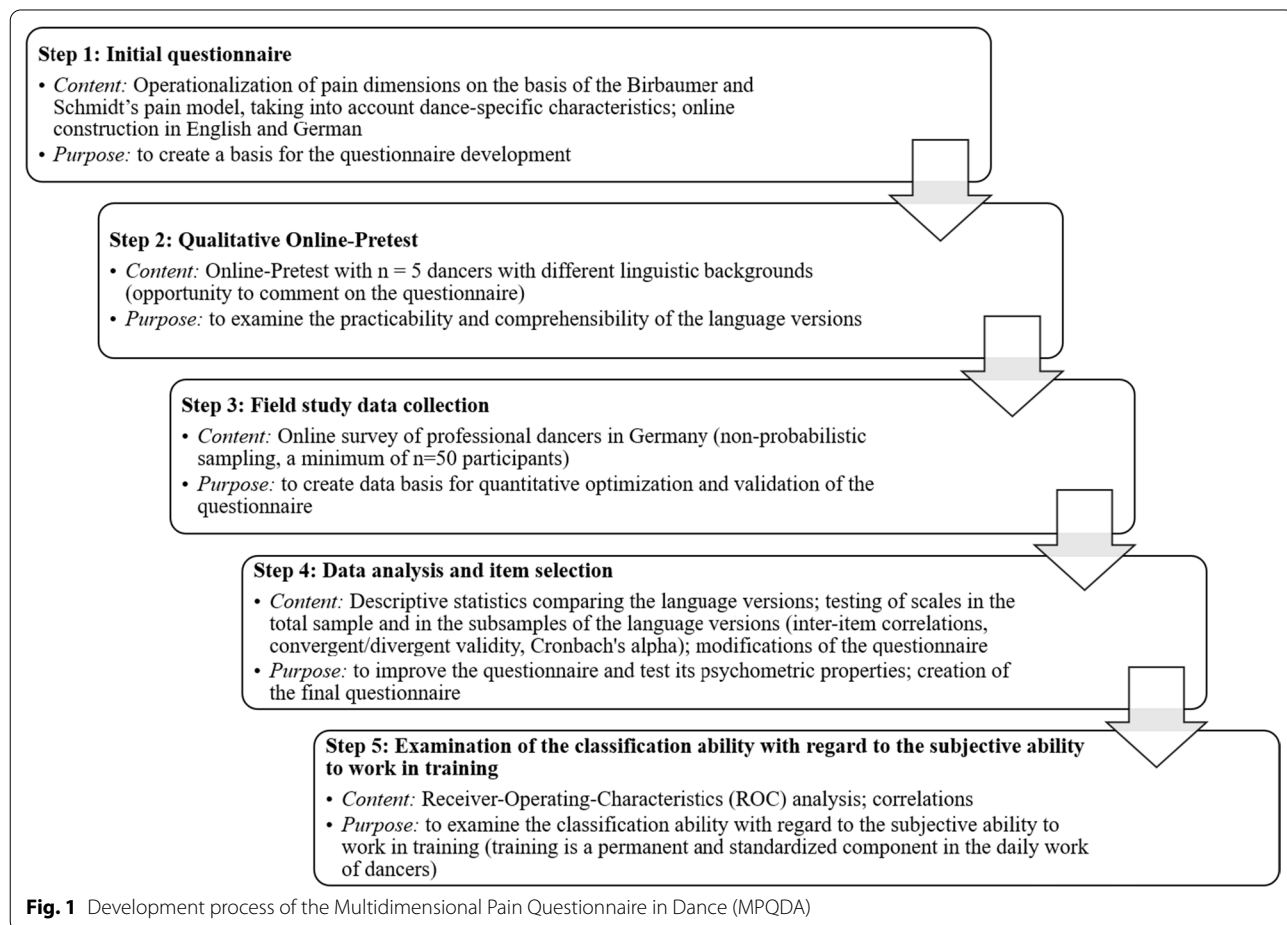 Step 1: Initial questionnaire
• Content: Operationalization of pain dimensions on the basis of the Birbaumer and
Schmidt's pain model, taking into account dance-specific characteristics; online
construction in English and German
• Purpose: to create a basis for the questionnaire development
Step 2: Qualitative Online-Pretest
• Content: Online-Pretest with n = 5 dancers with different linguistic backgrounds
(opportunity to comment on the questionnaire)
• Purpose: to examine the practicability and comprehensibility of the language versions
Step 3: Field study data collection
• Content: Online survey of professional dancers in Germany (non-probabilistic
sampling, a minimum of n=50 participants)
• Purpose: to create data basis for quantitative optimization and validation of the
questionnaire
Step 4: Data analysis and item selection
• Content: Descriptive statistics comparing the language versions; testing of scales in the
total sample and in the subsamples of the language versions (inter-item correlations,
convergent/divergent validity, Cronbach's alpha); modifications of the questionnaire
• Purpose: to improve the questionnaire and test its psychometric properties; creation of
the final questionnaire
Step 5: Examination of the classification ability with regard to the subjective ability
to work in training
• Content: Receiver-Operating-Characteristics (ROC) analysis; correlations
• Purpose: to examine the classification ability with regard to the subjective ability to
work in training (training is a permanent and standardized component in the daily work
of dancers)
Fig. 1 Development process of the Multidimensional Pain Questionnaire in Dance (MPQDA)